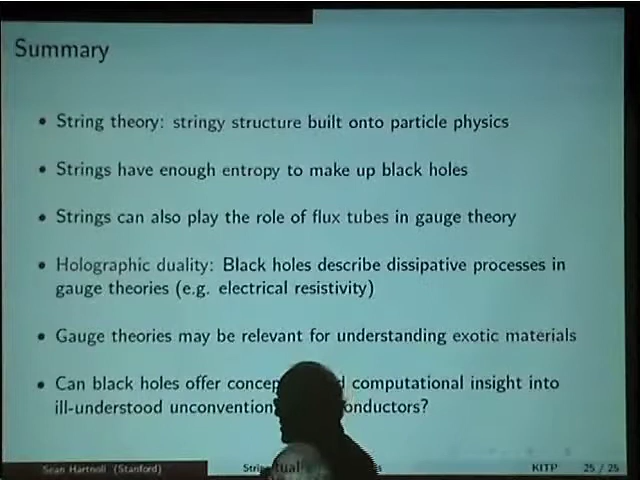 Summary
• String theory: stringy structure built onto particle physics
• Strings have enough entropy to make up black holes
• Strings can also play the role of flux tubes in gauge theory
• Holographic duality: Black holes describe dissipative processes in
gauge theories (e.g. electrical resistivity)
• Gauge theories may be relevant for understanding exotic materials
• Can black holes offer computational insight into
ill-understood
Sean Hartnoll (Stanford)
KITP 25 / 25